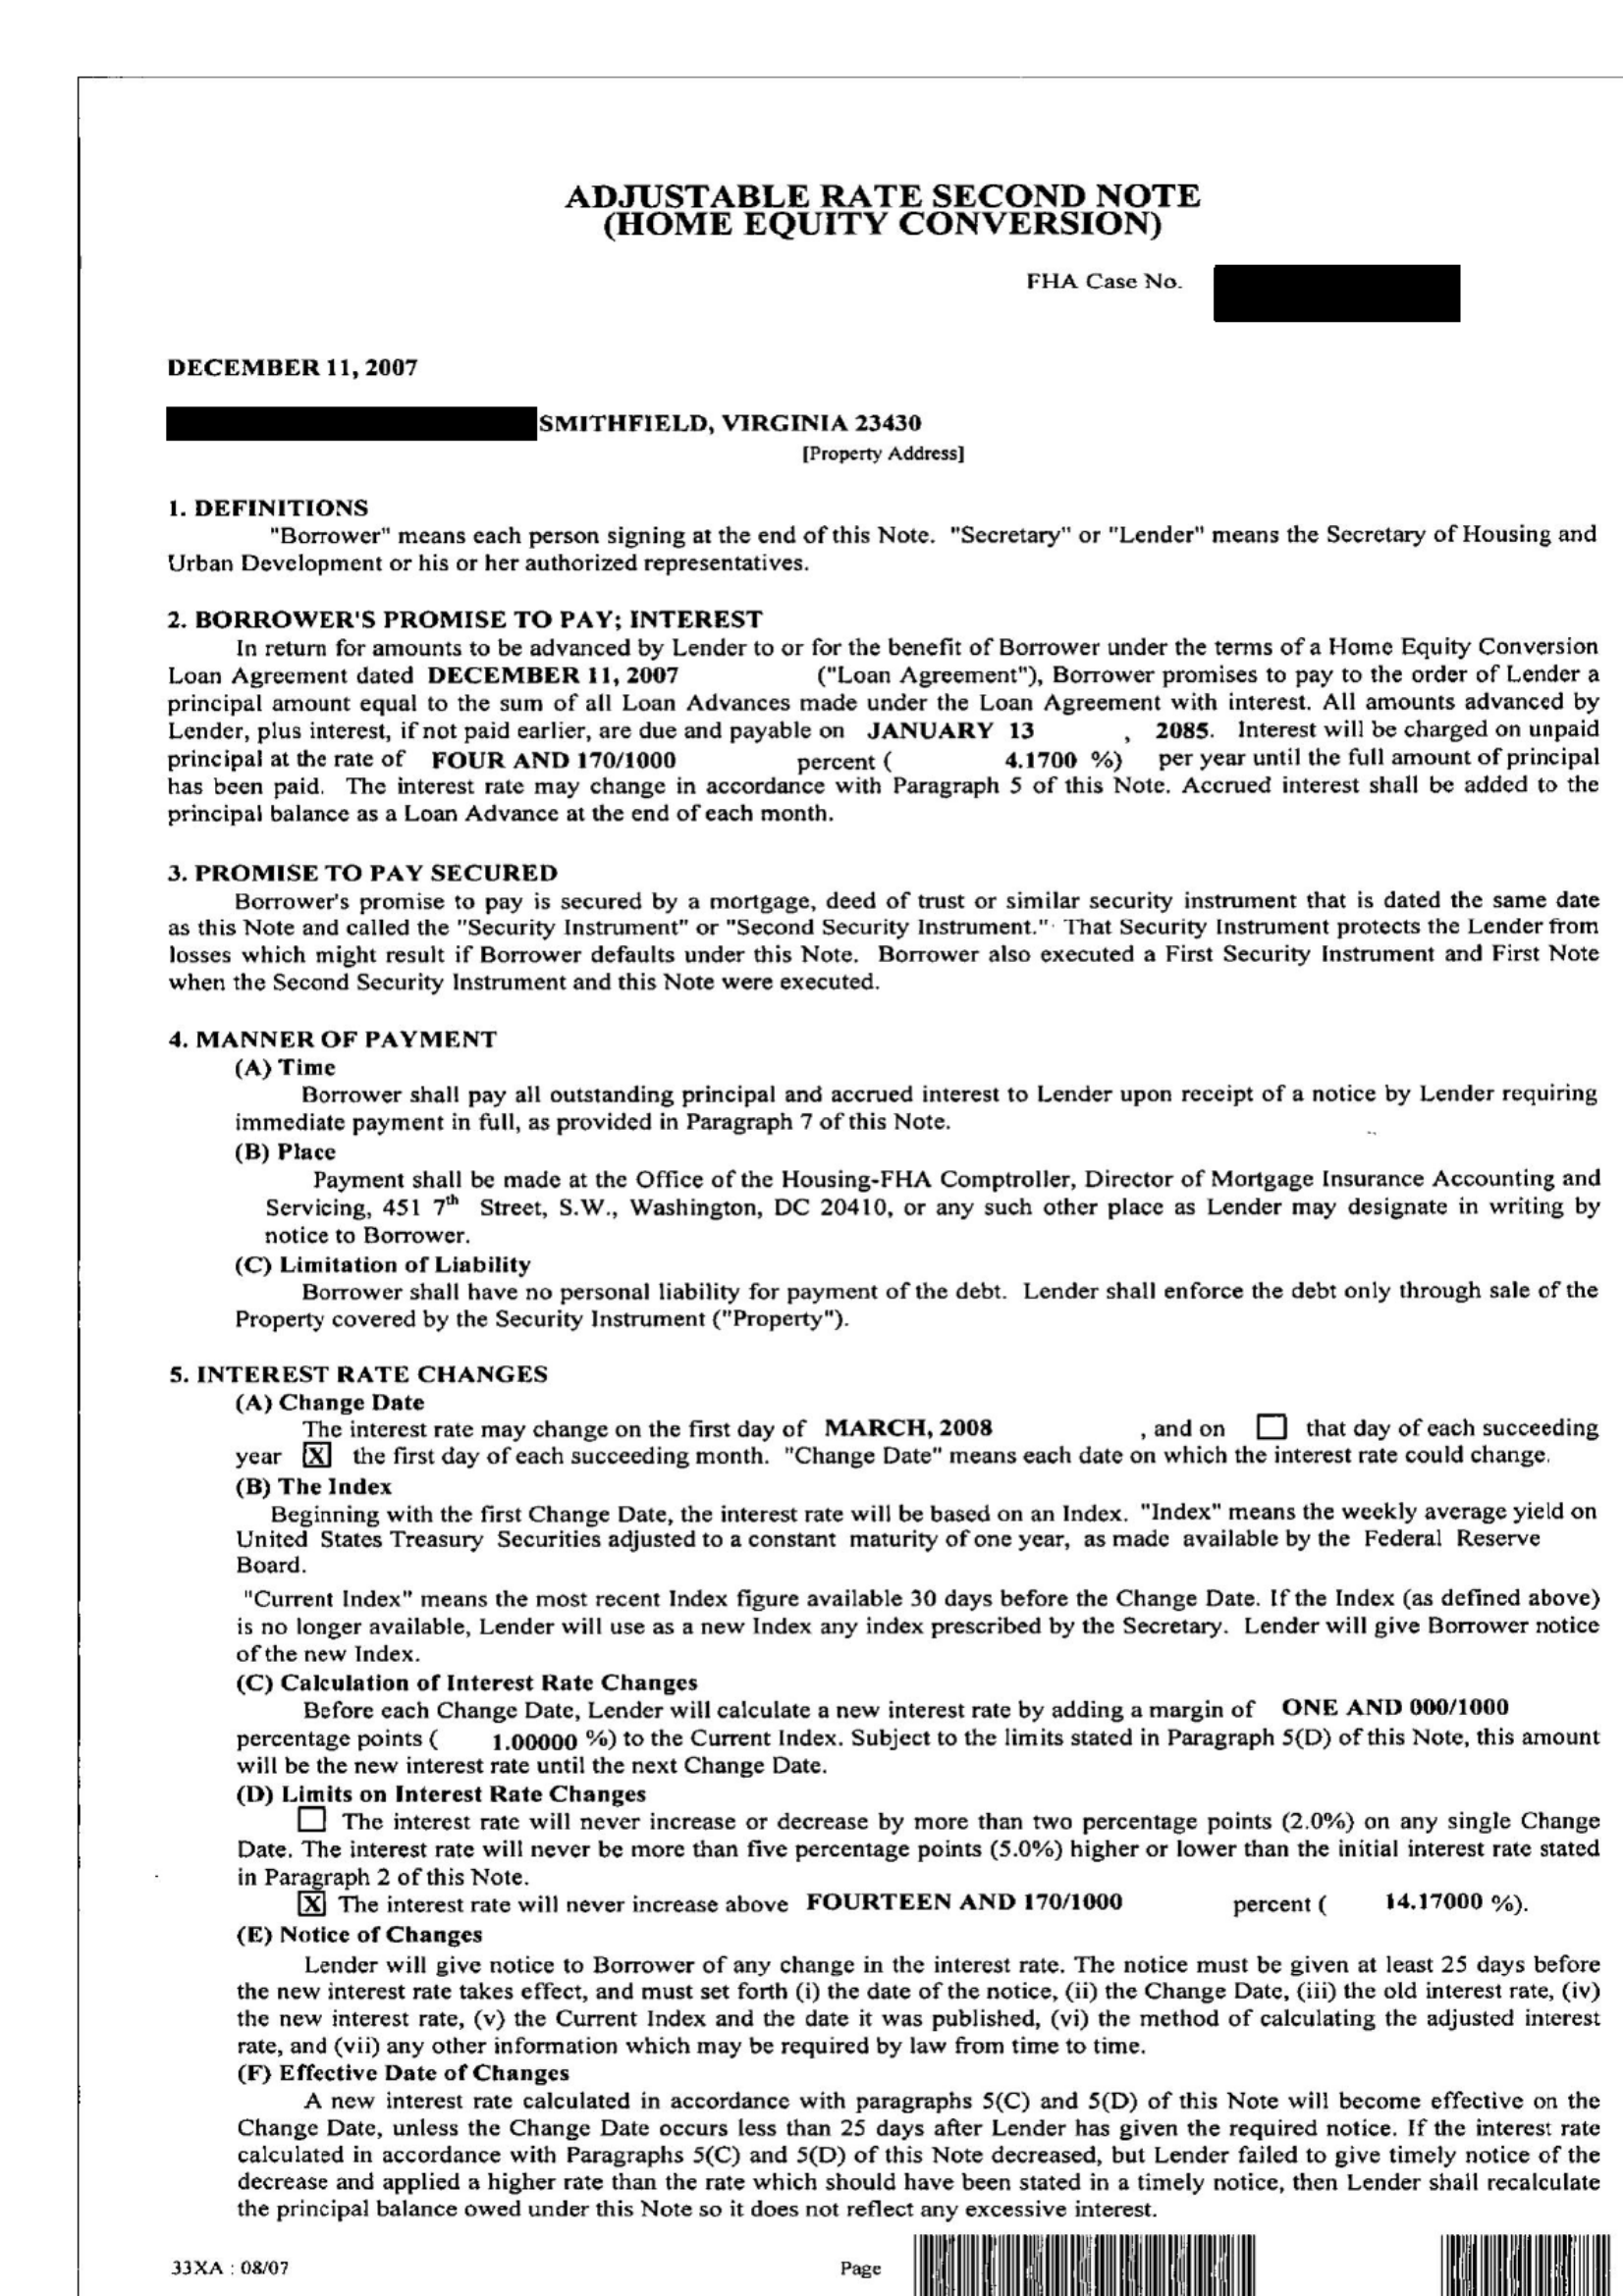 ADJUSTABLE RATE SECOND NOTE
(HOME EQUITY CONVERSION)
FHA Case No.
DECEMBER 11, 2007
SMITHFIELD, VIRGINIA 23430
[Property Address]
1. DEFINITIONS
"Borrower" means each person signing at the end of this Note. "Secretary" or "Lender" means the Secretary of Housing and
Urban Development or his or her authorized representatives.
2. BORROWER'S PROMISE TO PAY; INTEREST
In return for amounts to be advanced by Lender to or for the benefit of Borrower under the terms of a Home Equity Conversion
Loan Agreement dated DECEMBER 11, 2007 ("Loan Agreement"), Borrower promises to pay to the order of Lender a
principal amount equal to the sum of all Loan Advances made under the Loan Agreement with interest. All amounts advanced by
Lender, plus interest, if not paid earlier, are due and payable on JANUARY 13 , 2085. Interest will be charged on unpaid
principal at the rate of FOUR AND 170/1000 percent ( 4.1700 %) per year until the full amount of principal
has been paid. The interest rate may change in accordance with Paragraph 5 of this Note. Accrued interest shall be added to the
principal balance as a Loan Advance at the end of each month.
3. PROMISE TO PAY SECURED
Borrower's promise to pay is secured by a mortgage, deed of trust or similar security instrument that is dated the same date
as this Note and called the "Security Instrument" or "Second Security Instrument." That Security Instrument protects the Lender from
losses which might result if Borrower defaults under this Note. Borrower also executed a First Security Instrument and First Note
when the Second Security Instrument and this Note were executed.
4. MANNER OF PAYMENT
(A) Time
Borrower shall pay all outstanding principal and accrued interest to Lender upon receipt of a notice by Lender requiring
immediate payment in full, as provided in Paragraph 7 of this Note.
(B) Place
Payment shall be made at the Office of the Housing-FHA Comptroller, Director of Mortgage Insurance Accounting and
Servicing, 451 7th Street, S.W., Washington, DC 20410, or any such other place as Lender may designate in writing by
notice to Borrower.
(C) Limitation of Liability
Borrower shall have no personal liability for payment of the debt. Lender shall enforce the debt only through sale of the
Property covered by the Security Instrument ("Property").
5. INTEREST RATE CHANGES
(A) Change Date
The interest rate may change on the first day of MARCH, 2008 , and on that day of each succeeding
year X the first day of each succeeding month. "Change Date" means each date on which the interest rate could change.
(B) The Index
Beginning with the first Change Date, the interest rate will be based on an Index. "Index" means the weekly average yield on
United States Treasury Securities adjusted to a constant maturity of one year, as made available by the Federal Reserve
Board.
"Current Index" means the most recent Index figure available 30 days before the Change Date. If the Index (as defined above)
is no longer available, Lender will use as a new Index any index prescribed by the Secretary. Lender will give Borrower notice
of the new Index.
(C) Calculation of Interest Rate Changes
Before each Change Date, Lender will calculate a new interest rate by adding a margin of ONE AND 000/1000
percentage points ( 1.00000 %) to the Current Index. Subject to the limits stated in Paragraph 5(D) of this Note, this amount
will be the new interest rate until the next Change Date.
(D) Limits on Interest Rate Changes
The interest rate will never increase or decrease by more than two percentage points (2.0%) on any single Change
Date. The interest rate will never be more than five percentage points (5.0%) higher or lower than the initial interest rate stated
in Paragraph 2 of this Note.
X The interest rate will never increase above FOURTEEN AND 170/1000 percent ( 14.17000 %).
(E) Notice of Changes
Lender will give notice to Borrower of any change in the interest rate. The notice must be given at least 25 days before
the new interest rate takes effect, and must set forth (i) the date of the notice, (ii) the Change Date, (iii) the old interest rate, (iv)
the new interest rate, (v) the Current Index and the date it was published, (vi) the method of calculating the adjusted interest
rate, and (vii) any other information which may be required by law from time to time.
(F) Effective Date of Changes
A new interest rate calculated in accordance with paragraphs 5(C) and 5(D) of this Note will become effective on the
Change Date, unless the Change Date occurs less than 25 days after Lender has given the required notice. If the interest rate
calculated in accordance with Paragraphs 5(C) and 5(D) of this Note decreased, but Lender failed to give timely notice of the
decrease and applied a higher rate than the rate which should have been stated in a timely notice, then Lender shall recalculate
the principal balance owed under this Note so it does not reflect any excessive interest.
33XA : 08/07 Page